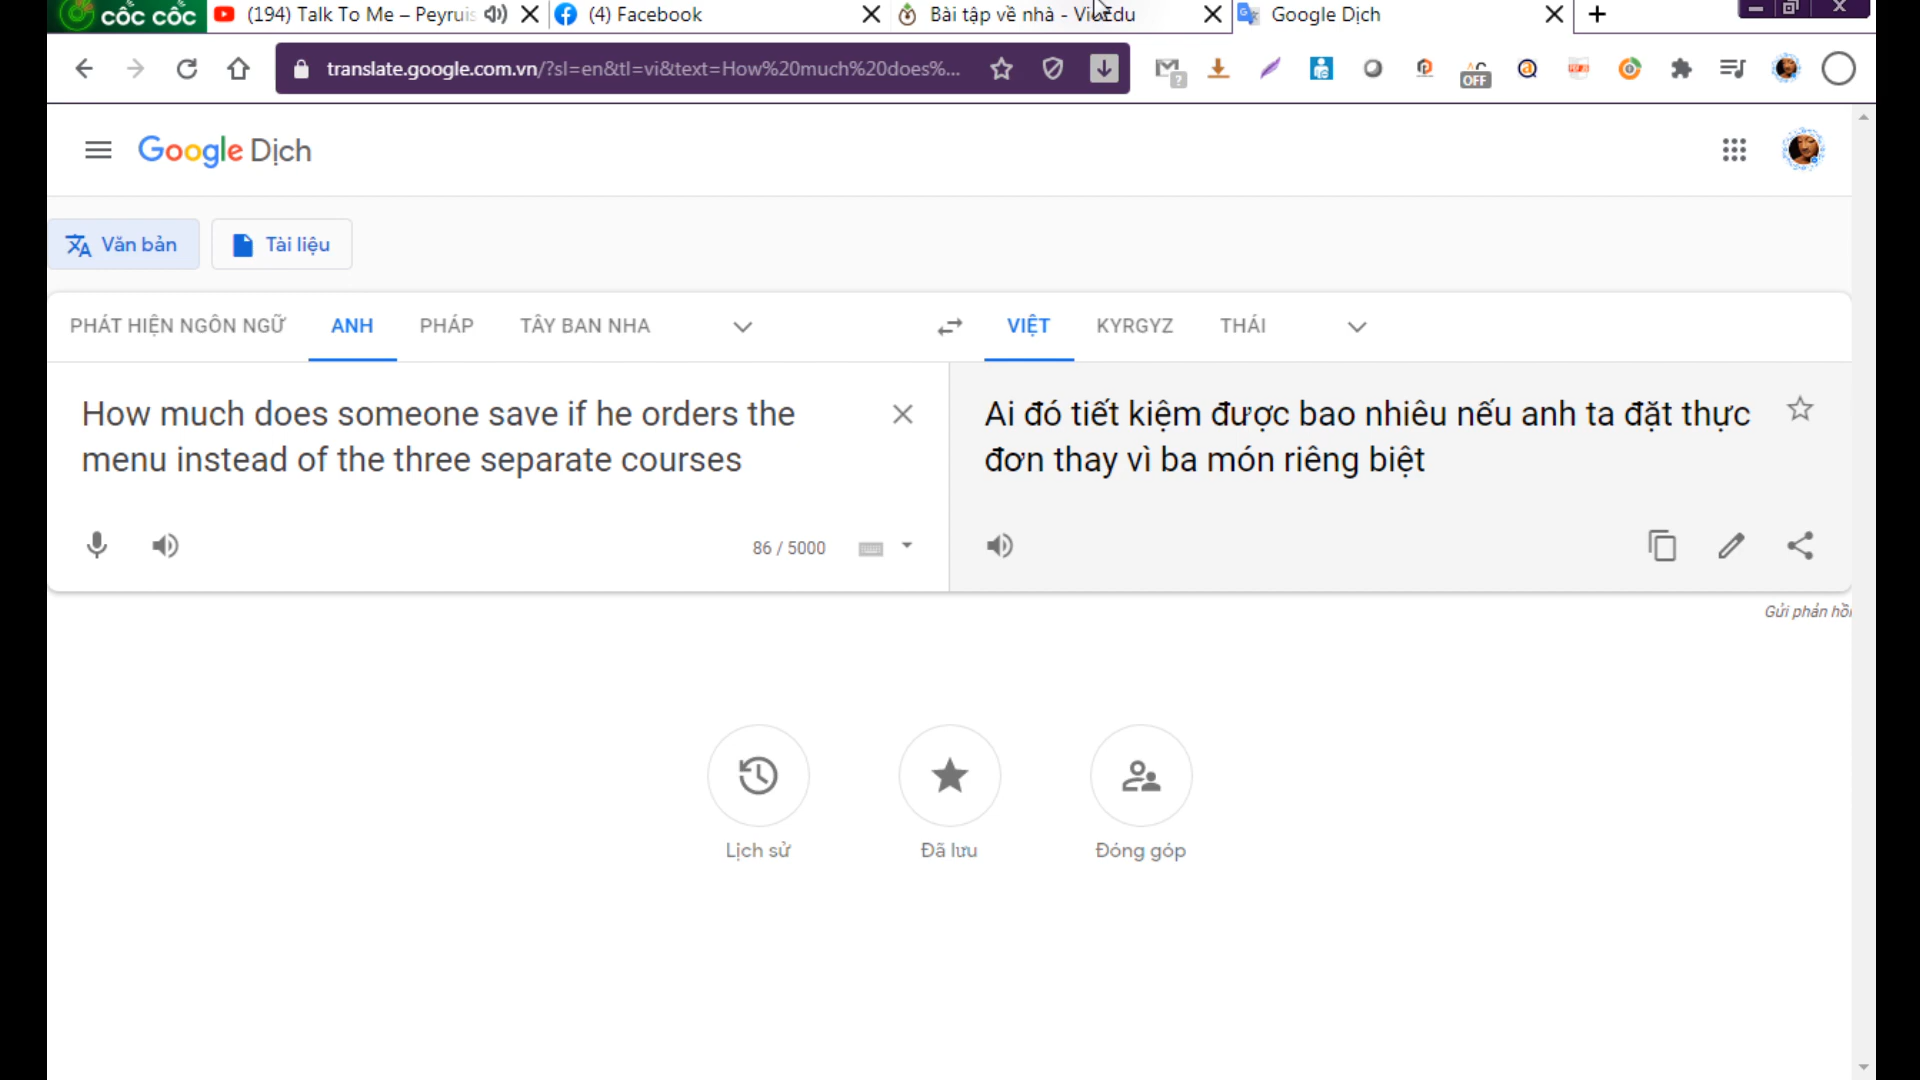 cốc cốc
(194) Talk To Me – Peyruis
(4) Facebook
Bài tập về nhà -
Google Dịch
translate.google.com.vn/?sl=en&tl=vi&text=How%20much%20does%...
OFF
Google Dịch
Văn bản
Tài liệu
PHÁT HIỆN NGÔN NGỮ
ANH
PHÁP
TÂY BAN NHA
VIỆT
KYRGYZ
THÁI
How much does someone save if he orders the
menu instead of the three separate courses
86 / 5000
Ai đó tiết kiệm được bao nhiêu nếu anh ta đặt thực
đơn thay vì ba món riêng biệt
Gửi phản hồi
Lịch sử
Đã lưu
Đóng góp